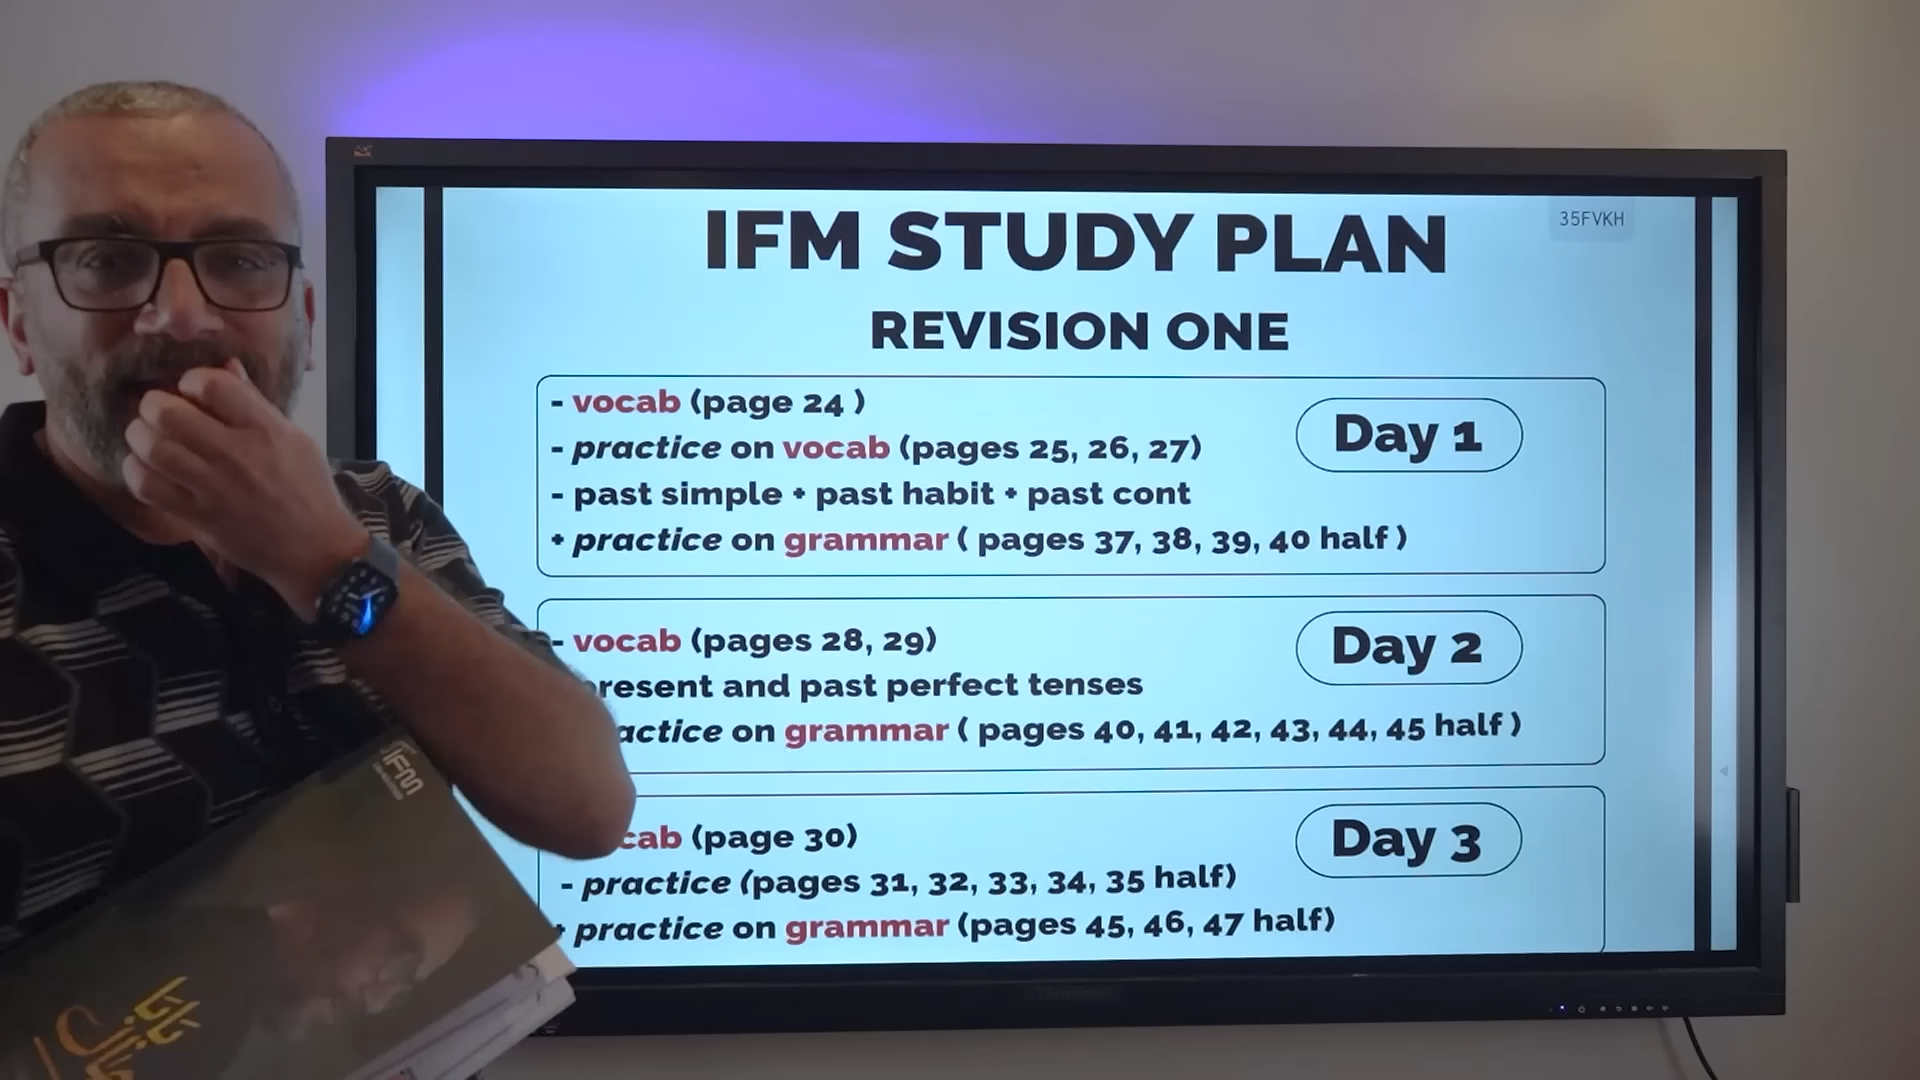 IFM STUDY PLAN
35FVKH
REVISION ONE
- vocab (page 24 )
Day 1
- practice on vocab (pages 25, 26, 27)
- past simple + past habit + past cont
+ practice on grammar ( pages 37, 38, 39, 40 half )
- vocab (pages 28, 29)
Day 2
resent and past perfect tenses
actice on grammar ( pages 40, 41, 42, 43, 44, 45 half )
cab (page 30)
Day 3
- practice (pages 31, 32, 33, 34, 35 half)
+ practice on grammar (pages 45, 46, 47 half)
IFM